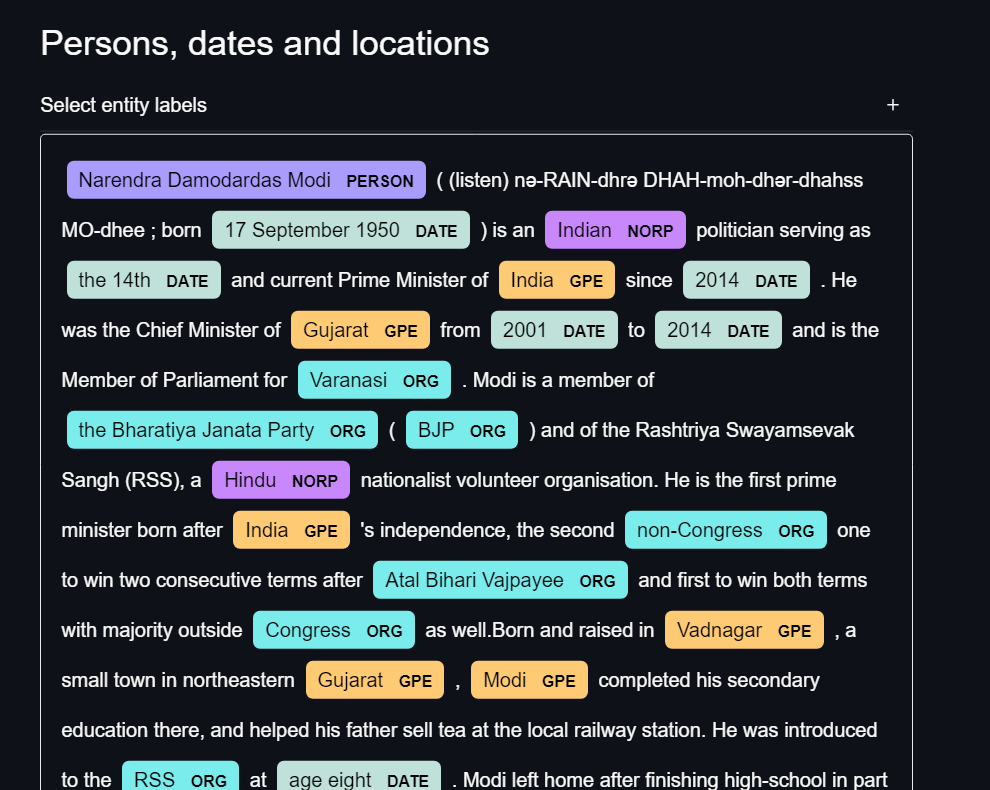 Persons, dates and locations
Select entity labels +
Narendra Damodardas Modi PERSON ( (listen) nə-RAIN-dhrə DHAH-moh-dhər-dhahss
MO-dhee ; born 17 September 1950 DATE ) is an Indian NORP politician serving as
the 14th DATE and current Prime Minister of India GPE since 2014 DATE . He
was the Chief Minister of Gujarat GPE from 2001 DATE to 2014 DATE and is the
Member of Parliament for Varanasi ORG . Modi is a member of
the Bharatiya Janata Party ORG ( BJP ORG ) and of the Rashtriya Swayamsevak
Sangh (RSS), a Hindu NORP nationalist volunteer organisation. He is the first prime
minister born after India GPE 's independence, the second non-Congress ORG one
to win two consecutive terms after Atal Bihari Vajpayee ORG and first to win both terms
with majority outside Congress ORG as well.Born and raised in Vadnagar GPE , a
small town in northeastern Gujarat GPE , Modi GPE completed his secondary
education there, and helped his father sell tea at the local railway station. He was introduced
to the RSS ORG at age eight DATE . Modi left home after finishing high-school in part